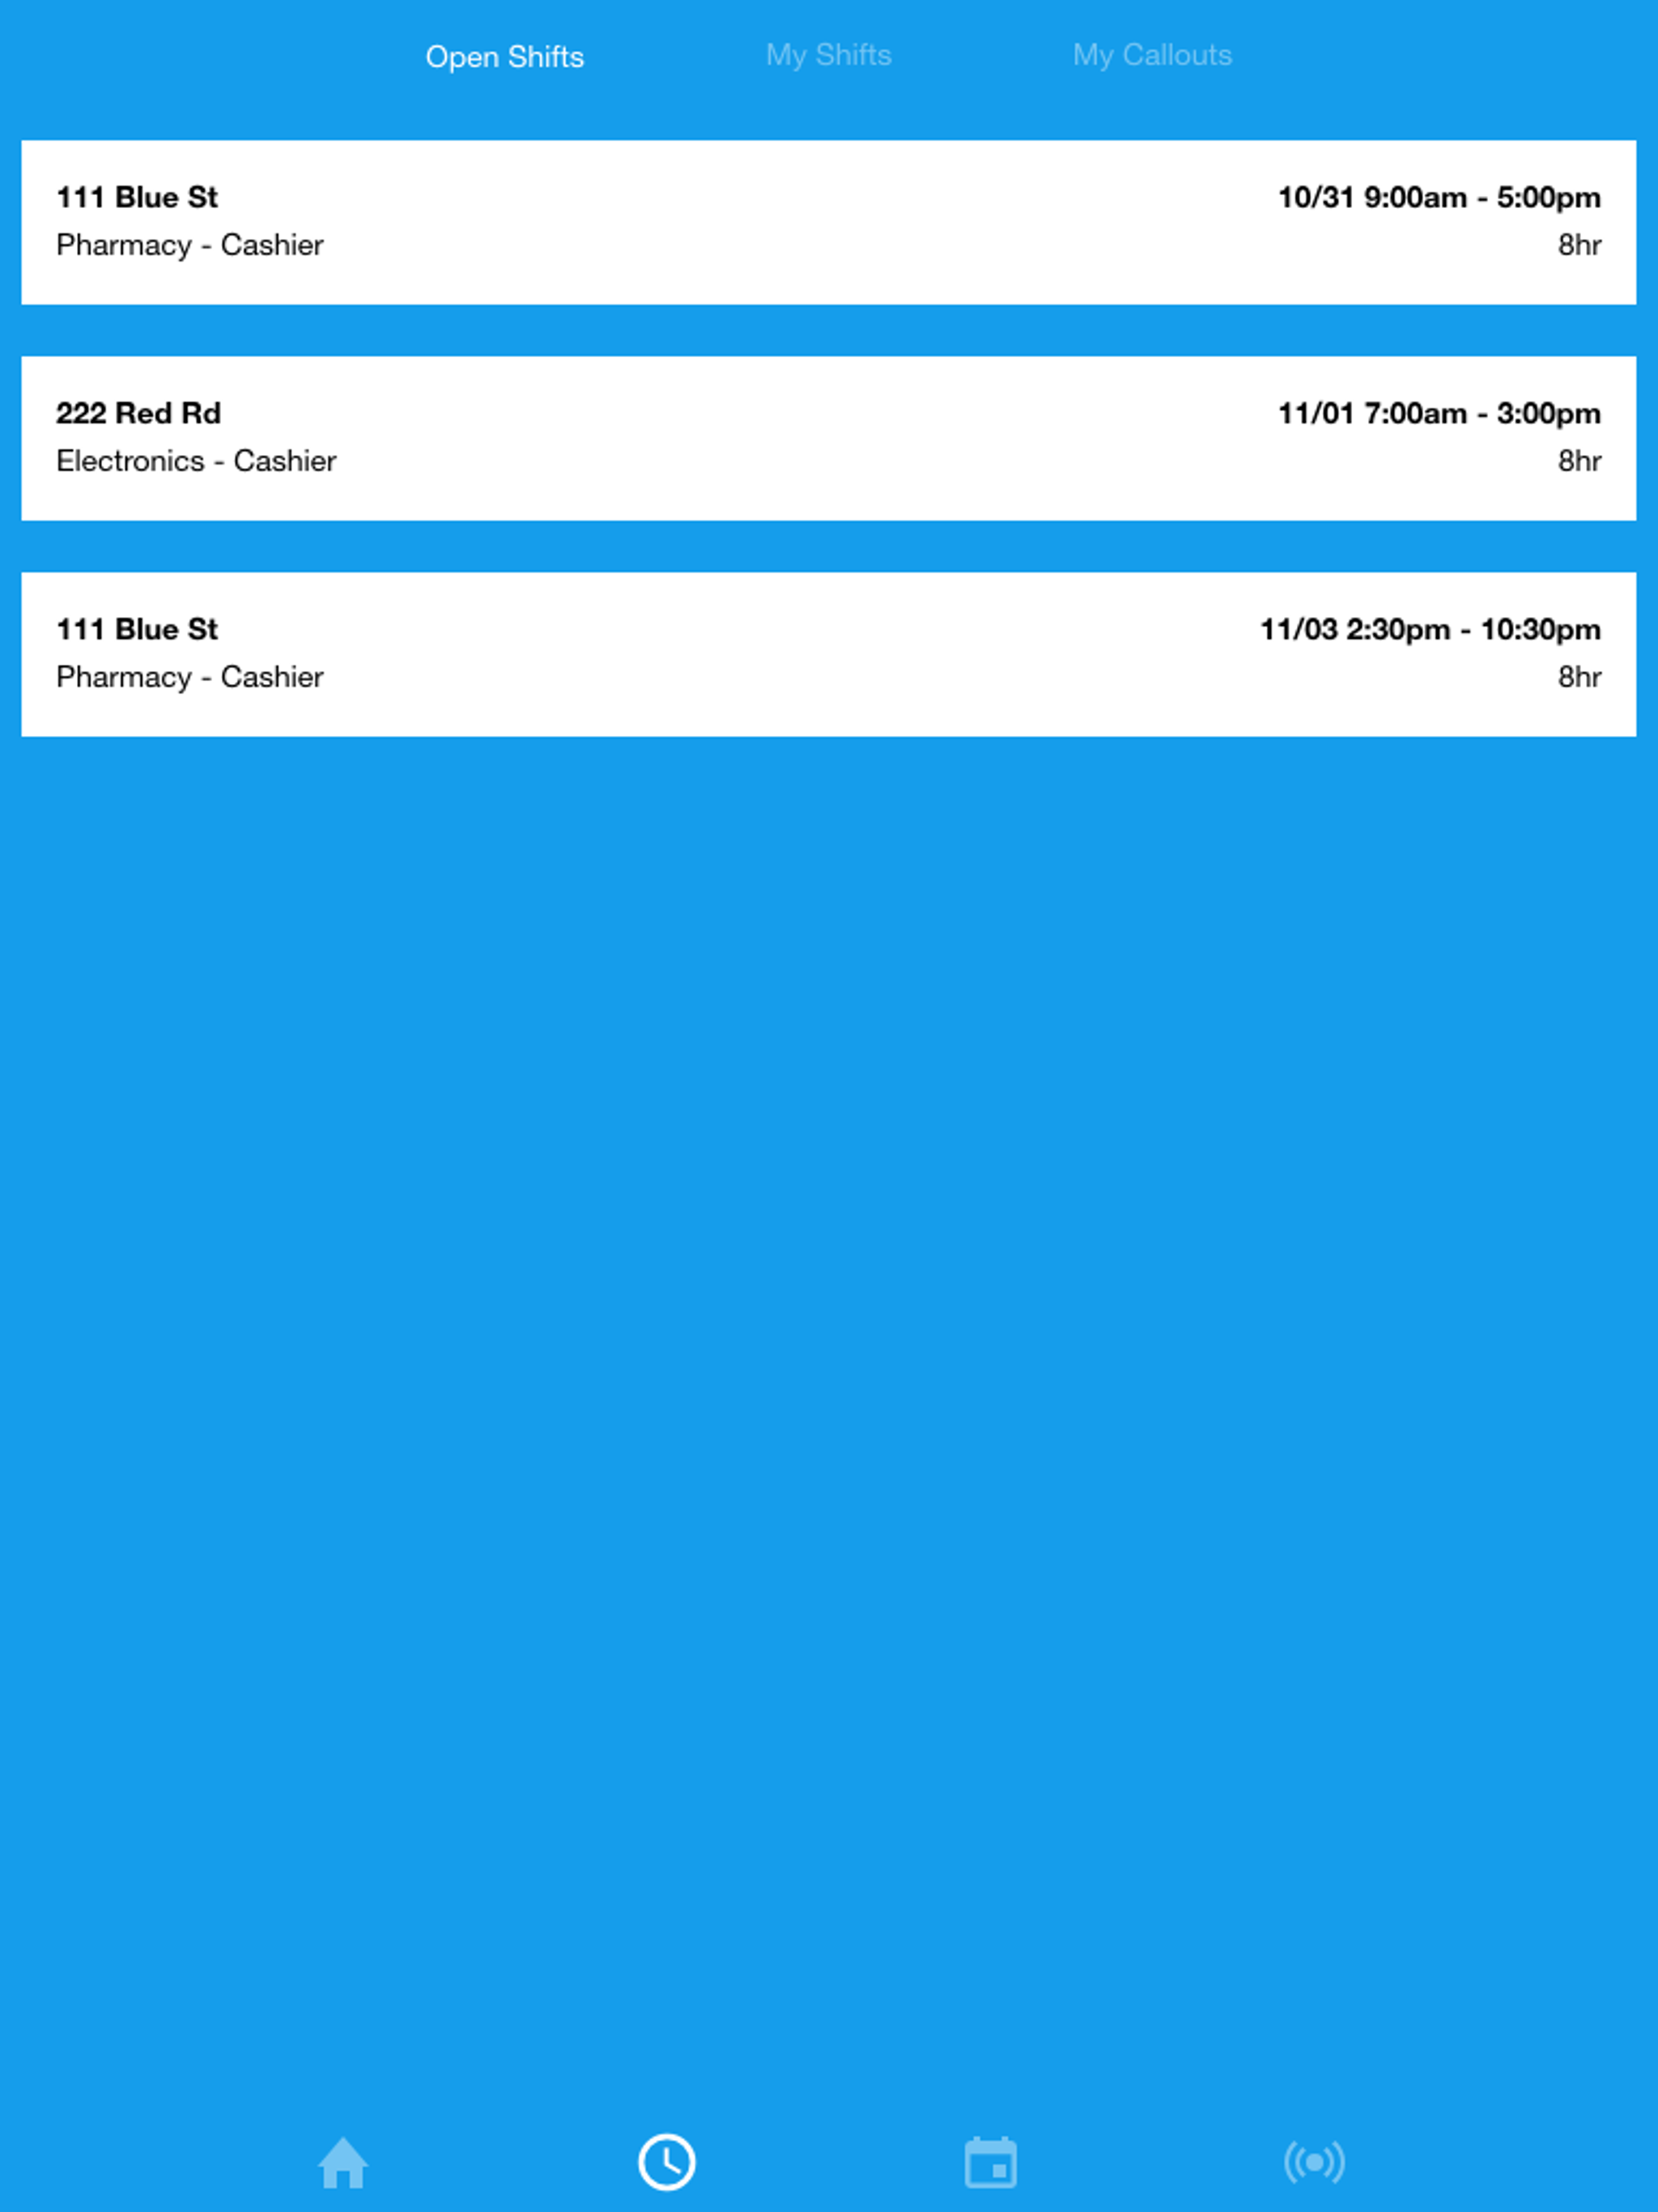 Open Shifts My Shifts My Callouts
111 Blue St 10/31 9:00am - 5:00pm
Pharmacy - Cashier 8hr
222 Red Rd 11/01 7:00am - 3:00pm
Electronics - Cashier 8hr
111 Blue St 11/03 2:30pm - 10:30pm
Pharmacy - Cashier 8hr